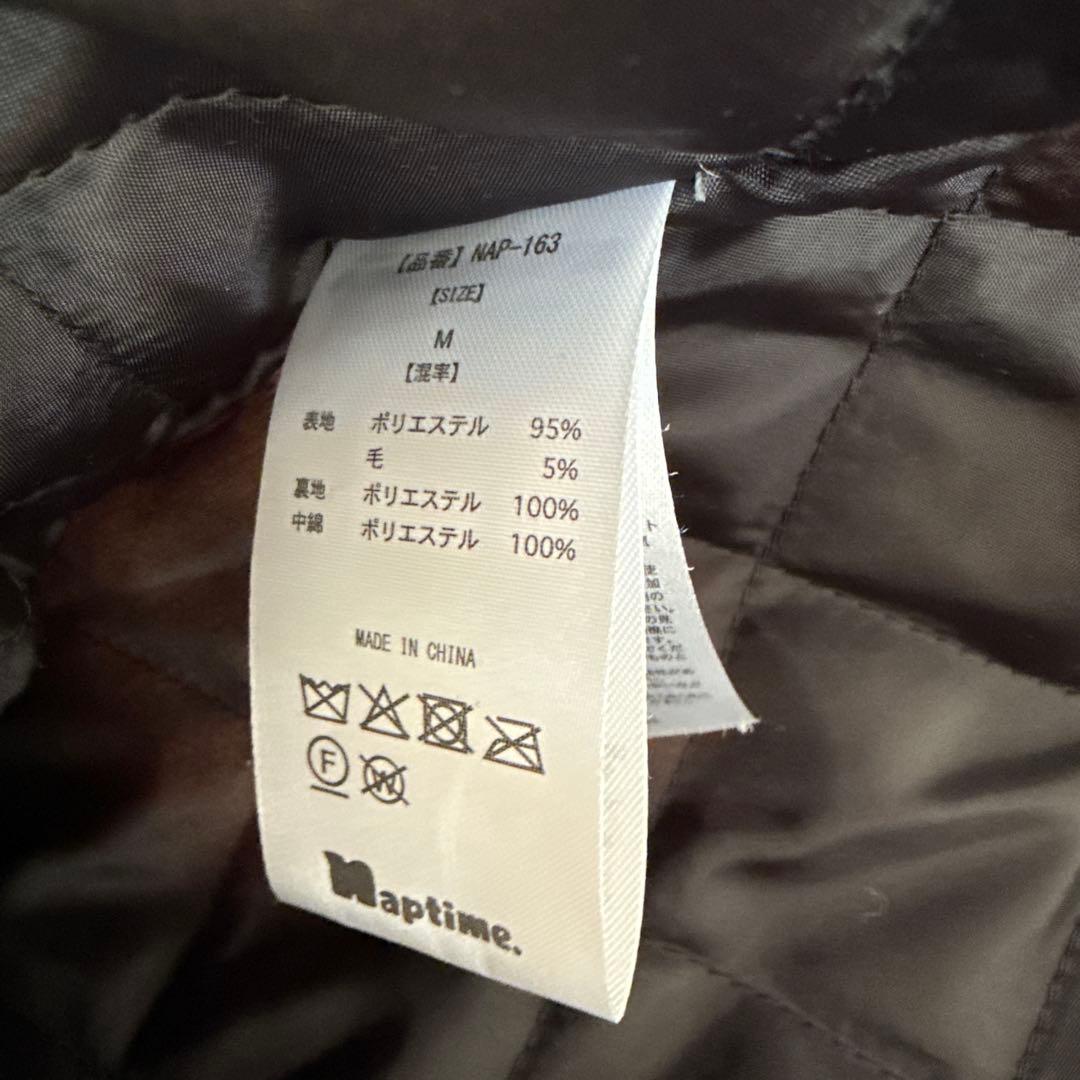 【品番】NAP-163
【SIZE】
M
【混率】
表地 ポリエステル 95%
毛 5%
裏地 ポリエステル 100%
中綿 ポリエステル 100%
MADE IN CHINA
F
W
Naptime.